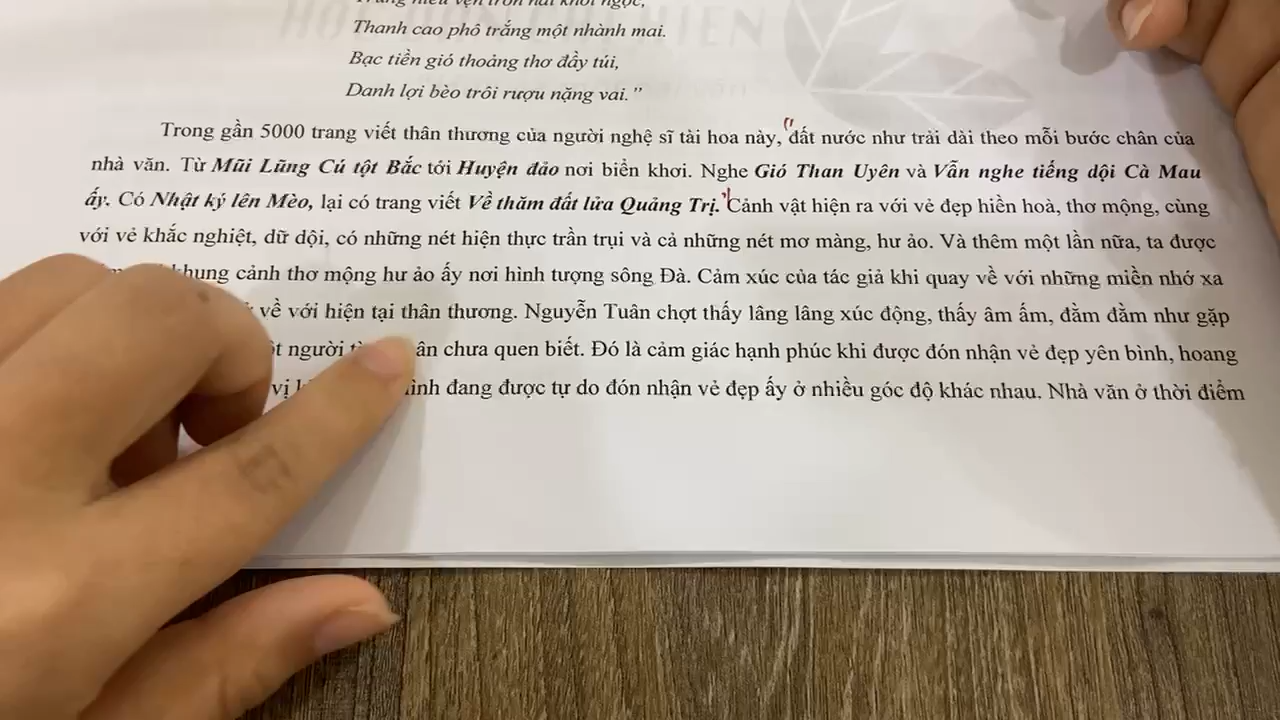 Thanh cao phô trắng một nhành mai.
Bạc tiền gió thoảng thơ đầy túi,
Danh lợi bèo trôi rượu nặng vai.”
Trong gần 5000 trang viết thân thương của người nghệ sĩ tài hoa này, "đất nước như trải dài theo mỗi bước chân của
nhà văn. Từ Mũi Lũng Cú tột Bắc tới Huyện đảo nơi biển khơi. Nghe Gió Than Uyên và Vẫn nghe tiếng dội Cà Mau
ấy. Có Nhật ký lên Mèo, lại có trang viết Về thăm đất lửa Quảng Trị." Cảnh vật hiện ra với vẻ đẹp hiền hoà, thơ mộng, cùng
với vẻ khắc nghiệt, dữ dội, có những nét hiện thực trần trụi và cả những nét mơ màng, hư ảo. Và thêm một lần nữa, ta được
khung cảnh thơ mộng hư ảo ấy nơi hình tượng sông Đà. Cảm xúc của tác giả khi quay về với những miền nhớ xa
về với hiện tại thân thương. Nguyễn Tuân chợt thấy lâng lâng xúc động, thấy âm ấm, đằm đằm như gặp
người chưa quen biết. Đó là cảm giác hạnh phúc khi được đón nhận vẻ đẹp yên bình, hoang
đang được tự do đón nhận vẻ đẹp ấy ở nhiều góc độ khác nhau. Nhà văn ở thời điểm